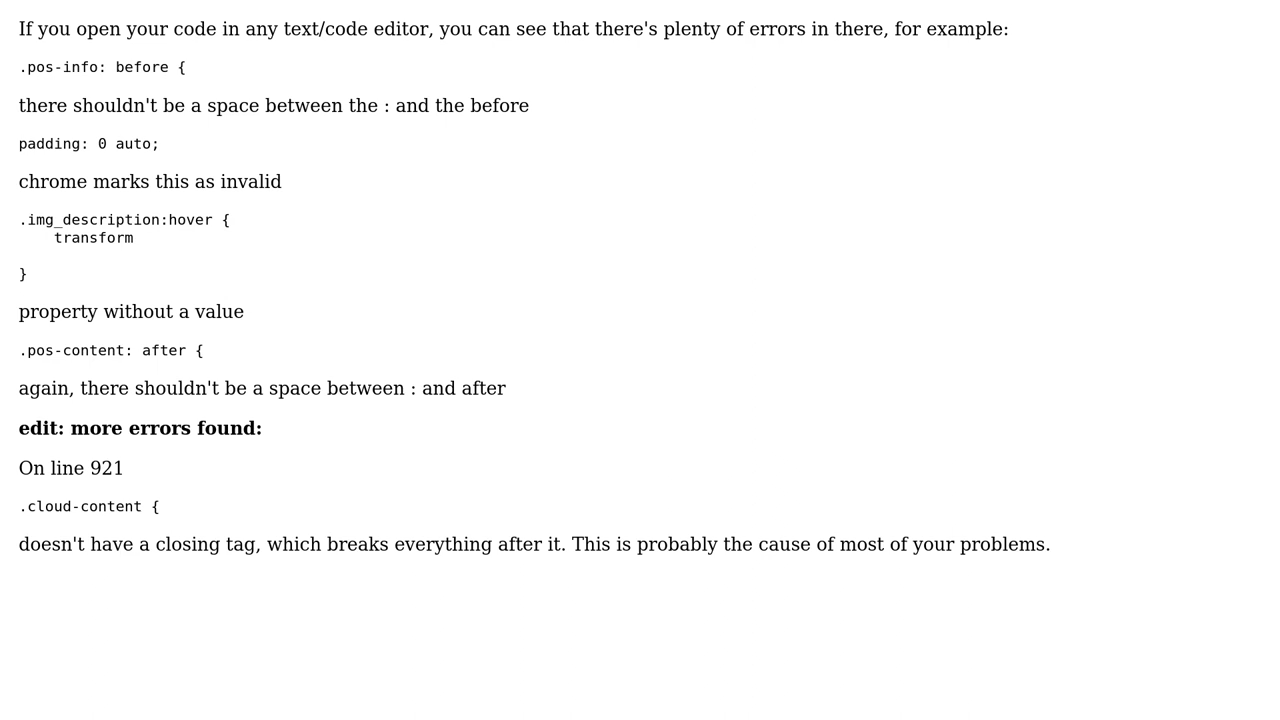 If you open your code in any text/code editor, you can see that there's plenty of errors in there, for example:
.pos-info: before {
there shouldn't be a space between the : and the before
padding: 0 auto;
chrome marks this as invalid
.img_description:hover {
    transform
}
property without a value
.pos-content: after {
again, there shouldn't be a space between : and after
edit: more errors found:
On line 921
.cloud-content {
doesn't have a closing tag, which breaks everything after it. This is probably the cause of most of your problems.